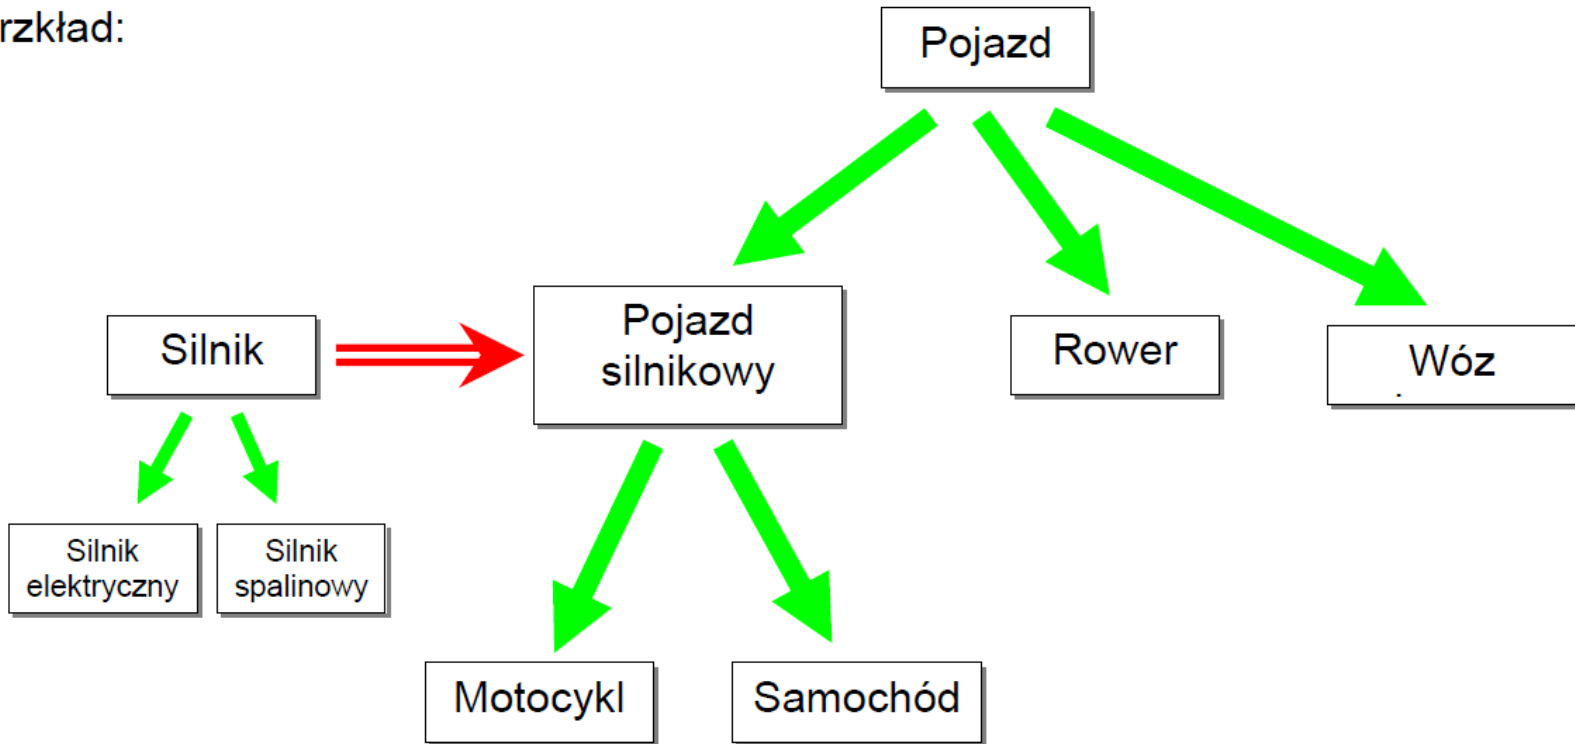 rzkład:
Pojazd
Pojazd
silnikowy
Silnik
Rower
Wóz
Silnik
elektryczny
Silnik
spalinowy
Motocykl
Samochód